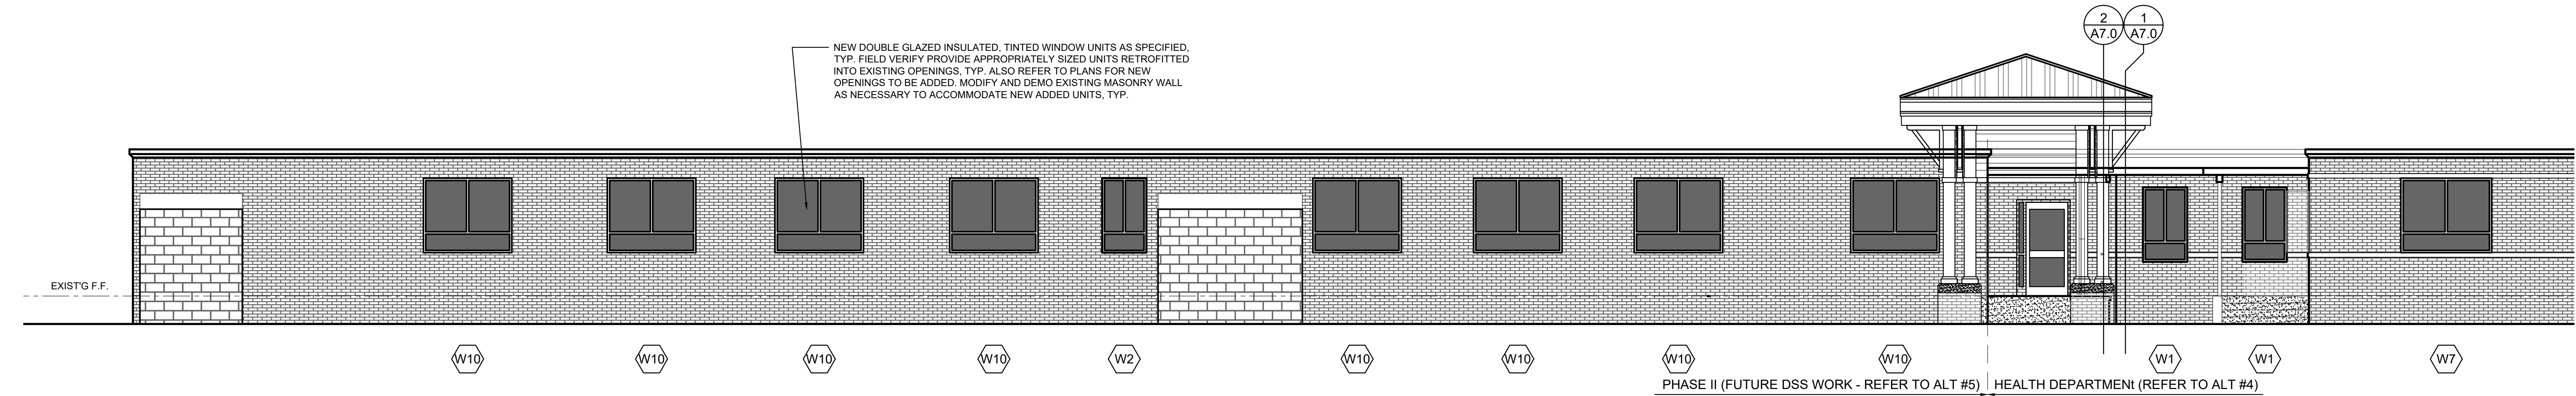 2
A7.0
1
A7.0
NEW DOUBLE GLAZED INSULATED, TINTED WINDOW UNITS AS SPECIFIED,
TYP. FIELD VERIFY PROVIDE APPROPRIATELY SIZED UNITS RETROFITTED
INTO EXISTING OPENINGS, TYP. ALSO REFER TO PLANS FOR NEW
OPENINGS TO BE ADDED. MODIFY AND DEMO EXISTING MASONRY WALL
AS NECESSARY TO ACCOMMODATE NEW ADDED UNITS, TYP.
EXIST'G F.F.
W10
W10
W10
W10
W2
W10
W10
W10
W10
W1
W1
W7
PHASE II (FUTURE DSS WORK - REFER TO ALT #5)
HEALTH DEPARTMENt (REFER TO ALT #4)